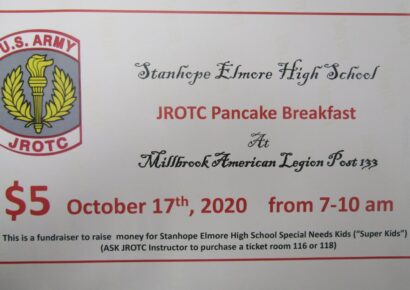 U.S. ARMY
JROTC
Stanhope Elmore High School
JROTC Pancake Breakfast
At
Millbrook American Legion Post 133
$5 October 17th, 2020 from 7-10 am
This is a fundraiser to raise money for Stanhope Elmore High School Special Needs Kids ("Super Kids")
(ASK JROTC Instructor to purchase a ticket room 116 or 118)